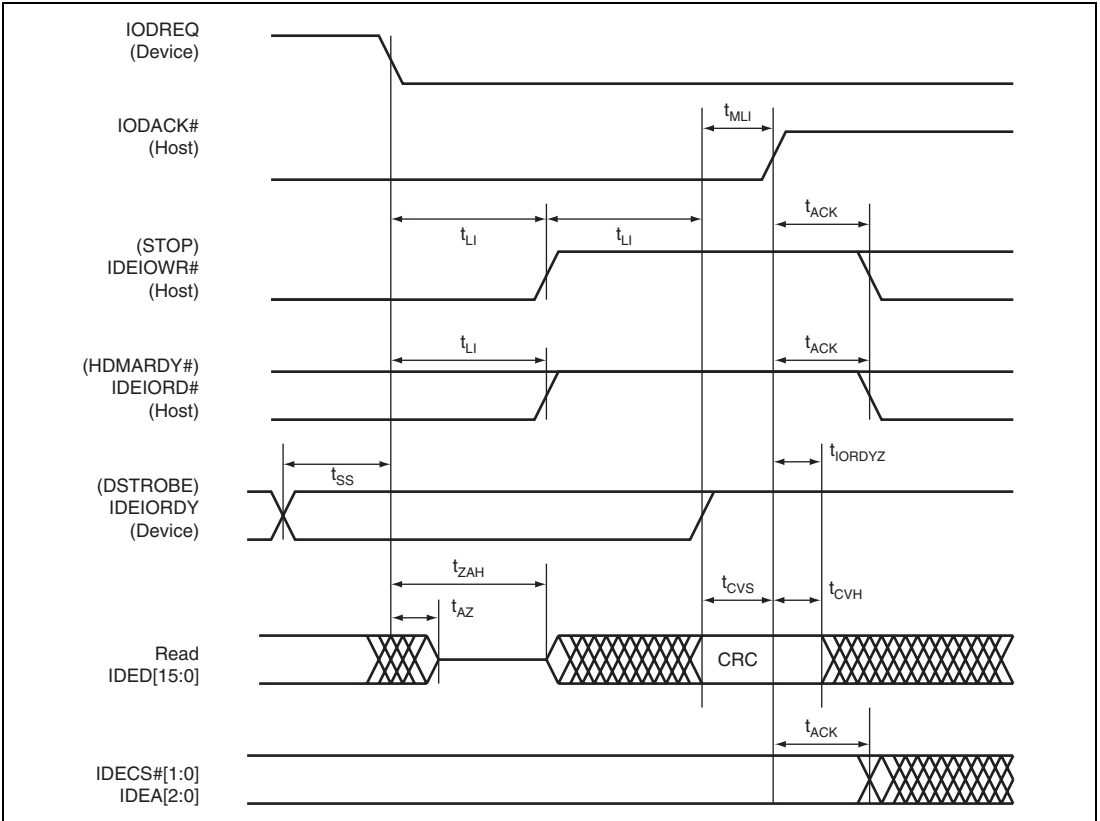 IODREQ
(Device)
IODACK#
(Host)
tMLI
tACK
tLI
tLI
(STOP)
IDEIOWR#
(Host)
tLI
tACK
(HDMARDY#)
IDEIORD#
(Host)
tIORDYZ
tSS
(DSTROBE)
IDEIORDY
(Device)
tZAH
tAZ
tCVS
tCVH
Read
IDED[15:0]
CRC
tACK
IDECS#[1:0]
IDEA[2:0]